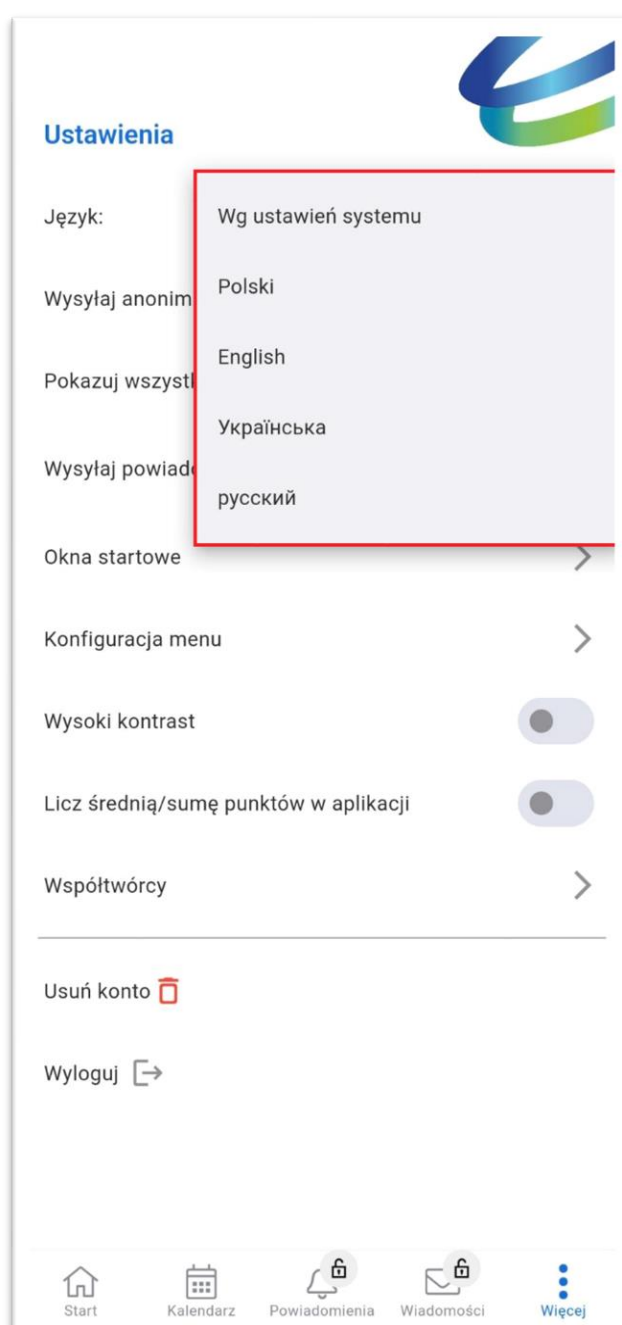 Ustawienia
Język:
Wg ustawień systemu
Polski
English
Українська
русский
Wysyłaj anonim
Pokazuj wszyst
Wysyłaj powiad
Okna startowe
Konfiguracja menu
Wysoki kontrast
Licz średnią/sumę punktów w aplikacji
Współtwórcy
Usuń konto
Wyloguj
Start
Kalendarz
Powiadomienia
Wiadomości
Więcej